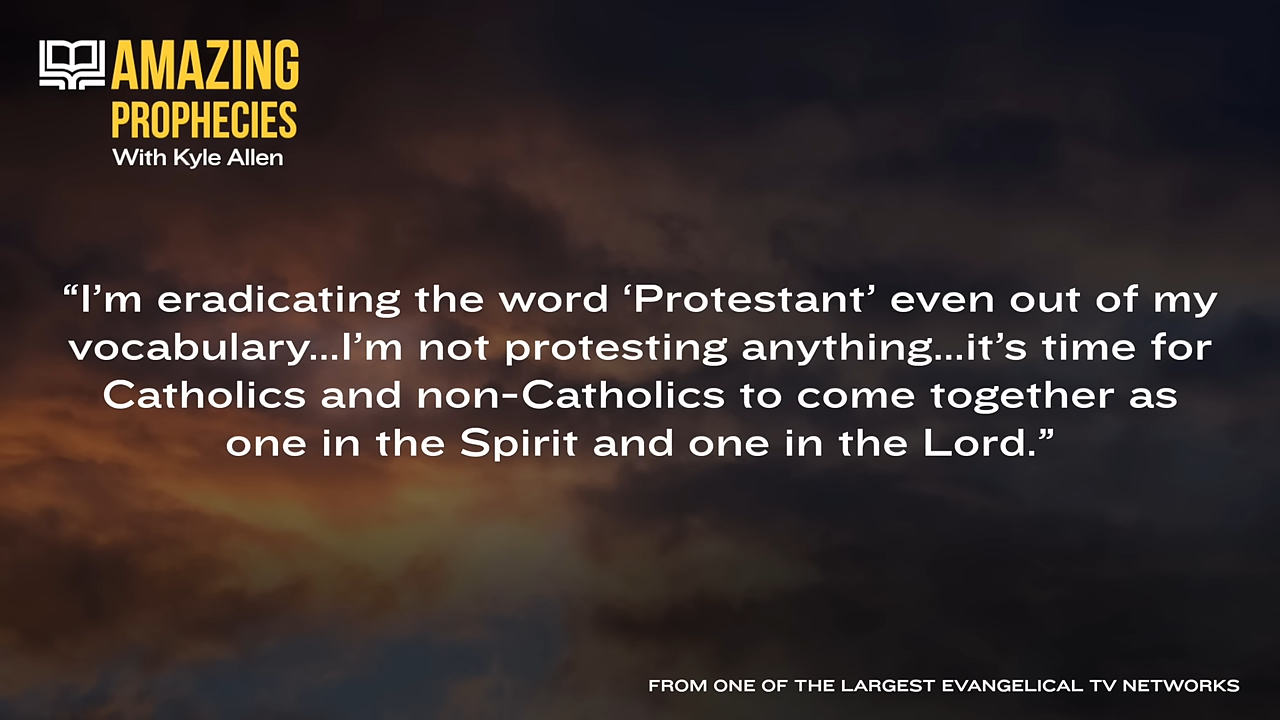 AMAZING
PROPHECIES
With Kyle Allen
“I’m eradicating the word ‘Protestant’ even out of my
vocabulary...I’m not protesting anything...it’s time for
Catholics and non-Catholics to come together as
one in the Spirit and one in the Lord.”
FROM ONE OF THE LARGEST EVANGELICAL TV NETWORKS